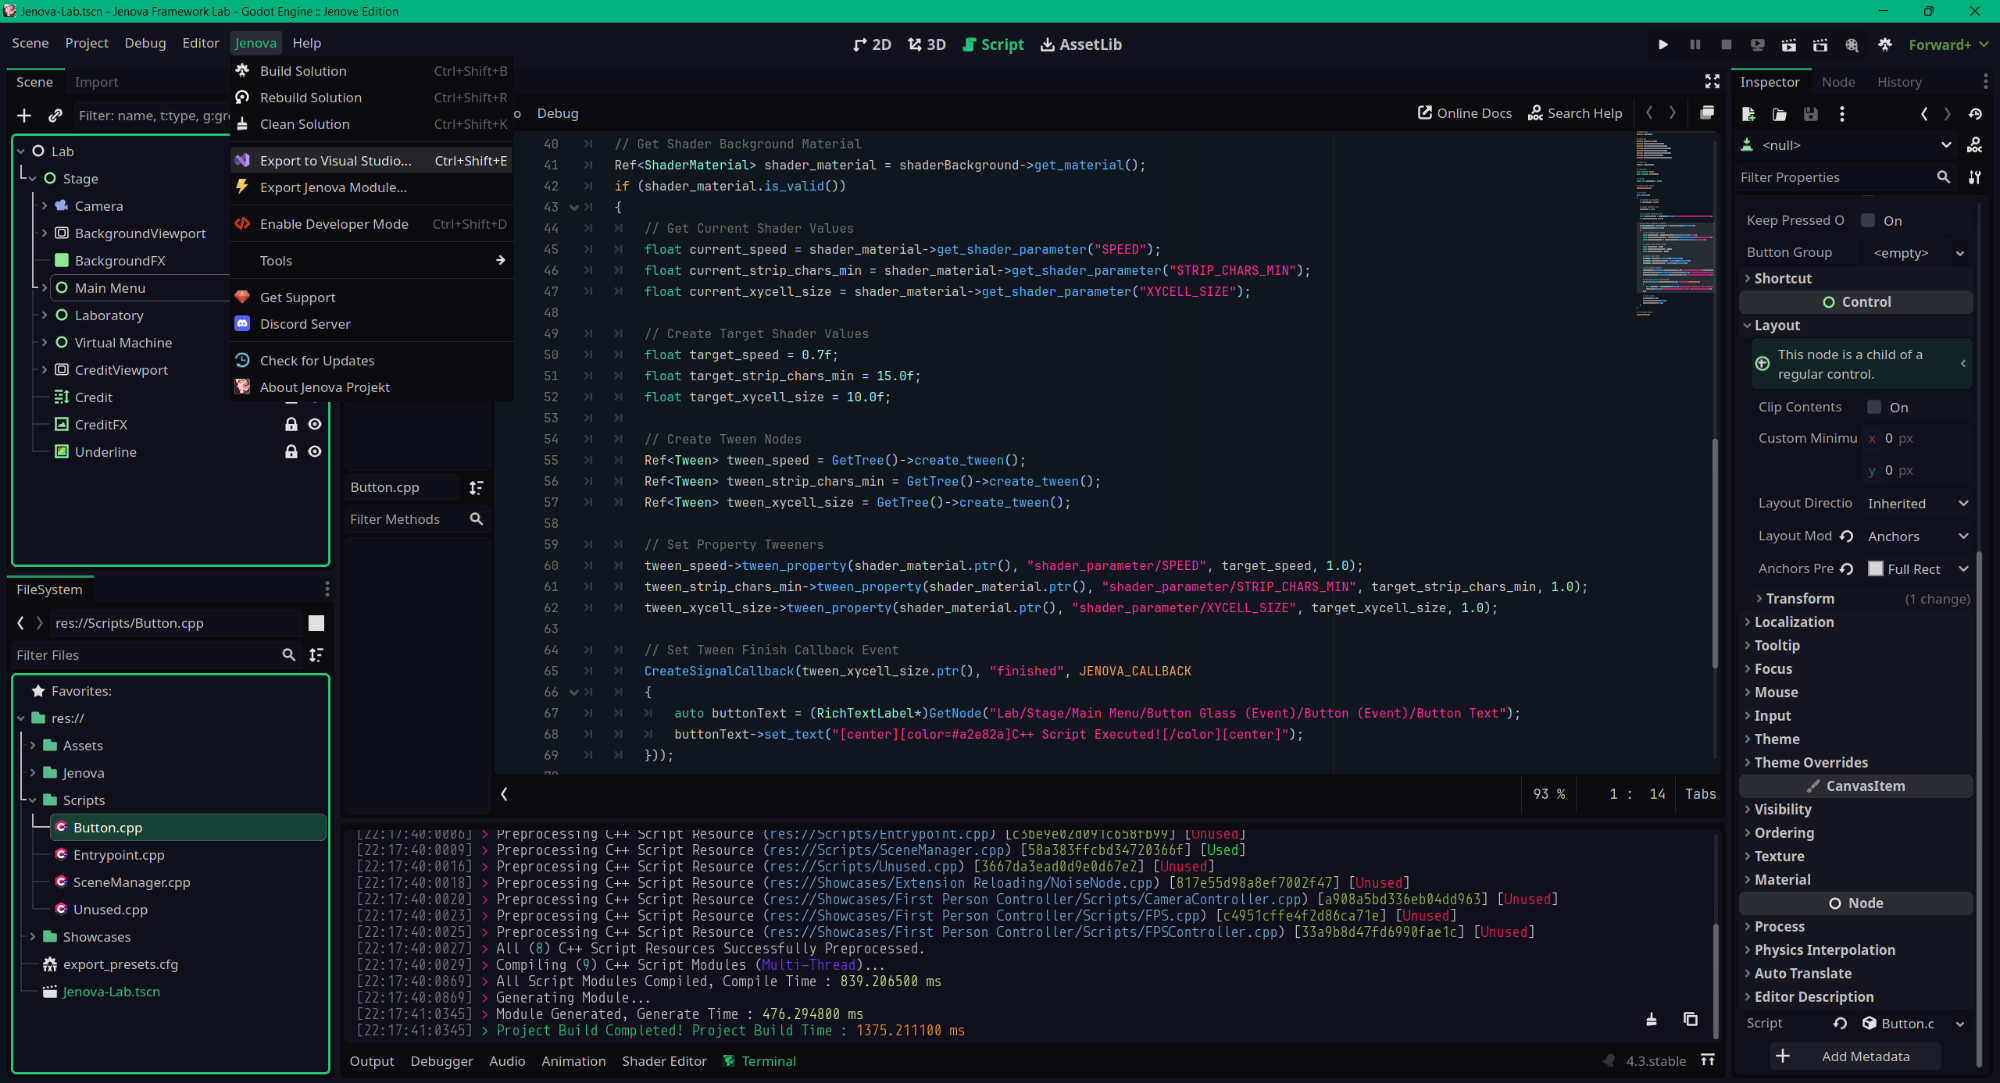 Jenova-Lab.tscn - Jenova Framework Lab - Godot Engine :: Jenove Edition
Scene Project Debug Editor Jenova Help
2D 3D Script AssetLib
Forward+
Scene Import
Filter: name, t:type, g:gr
Lab
Stage
Camera
BackgroundViewport
BackgroundFX
Main Menu
Laboratory
Virtual Machine
CreditViewport
Credit
CreditFX
Underline
Build Solution Ctrl+Shift+B
Rebuild Solution Ctrl+Shift+R
Clean Solution Ctrl+Shift+K
Export to Visual Studio... Ctrl+Shift+E
Export Jenova Module...
Enable Developer Mode Ctrl+Shift+D
Tools
Get Support
Discord Server
Check for Updates
About Jenova Projekt
Button.cpp
Filter Methods
FileSystem
res://Scripts/Button.cpp
Filter Files
Favorites:
res://
Assets
Jenova
Scripts
Button.cpp
Entrypoint.cpp
SceneManager.cpp
Unused.cpp
Showcases
export_presets.cfg
Jenova-Lab.tscn
o Debug
Online Docs Search Help
40 // Get Shader Background Material
41 Ref<ShaderMaterial> shader_material = shaderBackground->get_material();
42 if (shader_material.is_valid())
43 {
44 // Get Current Shader Values
45 float current_speed = shader_material->get_shader_parameter("SPEED");
46 float current_strip_chars_min = shader_material->get_shader_parameter("STRIP_CHARS_MIN");
47 float current_xycell_size = shader_material->get_shader_parameter("XYCELL_SIZE");
48
49 // Create Target Shader Values
50 float target_speed = 0.7f;
51 float target_strip_chars_min = 15.0f;
52 float target_xycell_size = 10.0f;
53
54 // Create Tween Nodes
55 Ref<Tween> tween_speed = GetTree()->create_tween();
56 Ref<Tween> tween_strip_chars_min = GetTree()->create_tween();
57 Ref<Tween> tween_xycell_size = GetTree()->create_tween();
58
59 // Set Property Tweeners
60 tween_speed->tween_property(shader_material.ptr(), "shader_parameter/SPEED", target_speed, 1.0);
61 tween_strip_chars_min->tween_property(shader_material.ptr(), "shader_parameter/STRIP_CHARS_MIN", target_strip_chars_min, 1.0);
62 tween_xycell_size->tween_property(shader_material.ptr(), "shader_parameter/XYCELL_SIZE", target_xycell_size, 1.0);
63
64 // Set Tween Finish Callback Event
65 CreateSignalCallback(tween_xycell_size.ptr(), "finished", JENOVA_CALLBACK
66 {
67 auto buttonText = (RichTextLabel*)GetNode("Lab/Stage/Main Menu/Button Glass (Event)/Button (Event)/Button Text");
68 buttonText->set_text("[center][color=#a2e82a]C++ Script Executed![/color][center]");
69 }));
93 % 1 : 14 Tabs
[22:17:40:0006] > Preprocessing C++ Script Resource (res://Scripts/Entrypoint.cpp) [c3be9e02d091c658fb99] [Unused]
[22:17:40:0009] > Preprocessing C++ Script Resource (res://Scripts/SceneManager.cpp) [58a383ffcbd34720366f] [Used]
[22:17:40:0016] > Preprocessing C++ Script Resource (res://Scripts/Unused.cpp) [3667da3ead0d9e0d67e2] [Unused]
[22:17:40:0018] > Preprocessing C++ Script Resource (res://Showcases/Extension Reloading/NoiseNode.cpp) [817e55d98a8ef7002f47] [Unused]
[22:17:40:0020] > Preprocessing C++ Script Resource (res://Showcases/First Person Controller/Scripts/CameraController.cpp) [a908a5bd336eb04dd963] [Unused]
[22:17:40:0023] > Preprocessing C++ Script Resource (res://Showcases/First Person Controller/Scripts/FPS.cpp) [c4951cffe4f2d86ca71e] [Unused]
[22:17:40:0025] > Preprocessing C++ Script Resource (res://Showcases/First Person Controller/Scripts/FPSController.cpp) [33a9b8d47fd6990fae1c] [Unused]
[22:17:40:0027] > All (8) C++ Script Resources Successfully Preprocessed.
[22:17:40:0029] > Compiling (9) C++ Script Modules (Multi-Thread)...
[22:17:40:0869] > All Script Modules Compiled, Compile Time : 839.206500 ms
[22:17:40:0869] > Generating Module...
[22:17:41:0345] > Module Generated, Generate Time : 476.294800 ms
[22:17:41:0345] > Project Build Completed! Project Build Time : 1375.211100 ms
Output Debugger Audio Animation Shader Editor Terminal
4.3.stable
Inspector Node History
<null>
Filter Properties
Keep Pressed O On
Button Group <empty>
Shortcut
Control
Layout
This node is a child of a
regular control.
Clip Contents On
Custom Minimu x 0 px
y 0 px
Layout Directio Inherited
Layout Mod Anchors
Anchors Pre Full Rect
Transform (1 change)
Localization
Tooltip
Focus
Mouse
Input
Theme
Theme Overrides
CanvasItem
Visibility
Ordering
Texture
Material
Node
Process
Physics Interpolation
Auto Translate
Editor Description
Script Button.c
Add Metadata